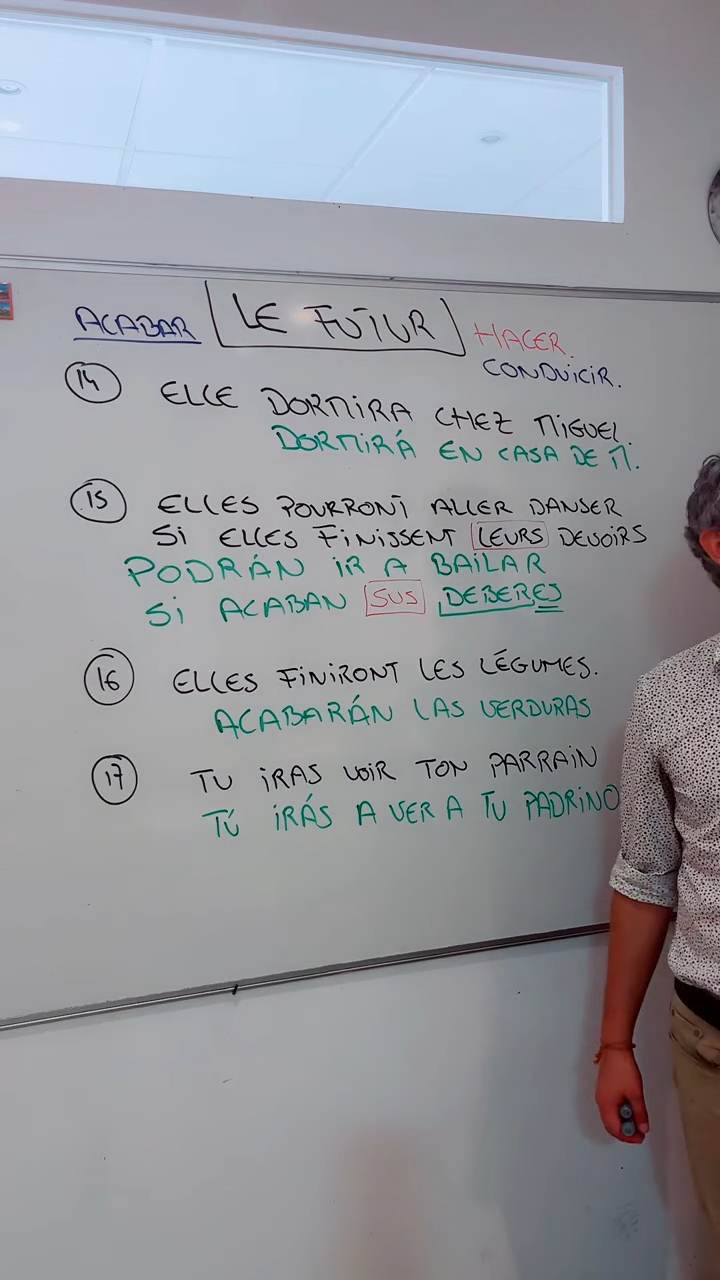 ACABAR LE FUTUR HACER.
CONDUICIR.
14 ELLE DORMIRA CHEZ MIGUEL.
DORMIRÁ EN CASA DE M.
15 ELLES POURRONT ALLER DANSER
SI ELLES FINISSENT LEURS DEVOIRS
PODRÁN IR A BAILAR
SI ACABAN SUS DEBERES
16 ELLES FINIRONT LES LÉGUMES.
ACABARÁN LAS VERDURAS
17 TU IRAS VOIR TON PARRAIN
TÚ IRÁS A VER A TU PADRINO